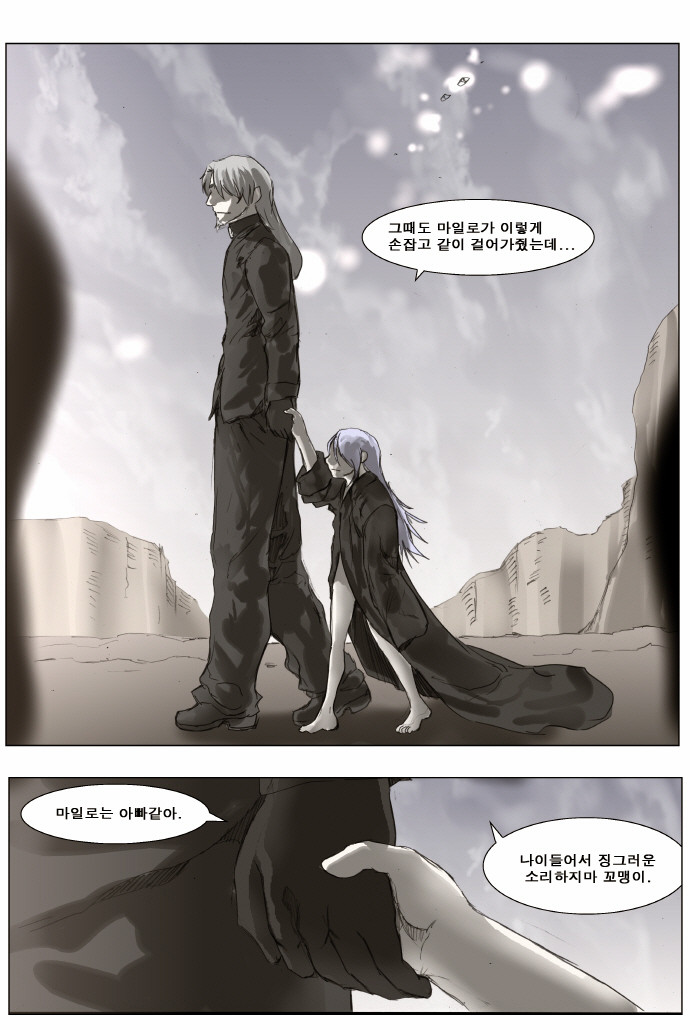 그때도 마일로가 이렇게
손잡고 같이 걸어가줬는데...
마일로는 아빠같아.
나이들어서 징그러운
소리하지마 꼬맹이.